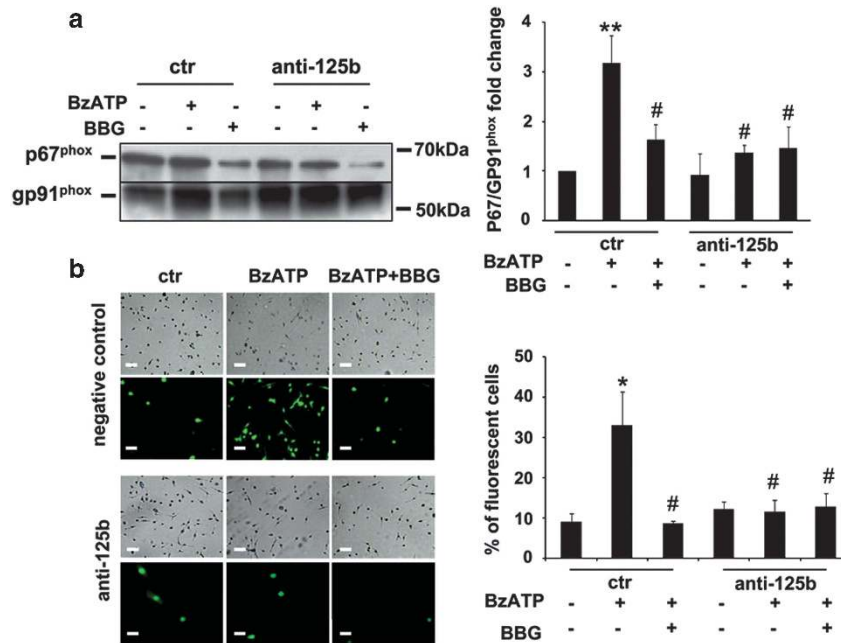 a
ctr anti-125b
BzATP - + - - + -
BBG - - + - - +
p67phox
gp91phox
70kDa
50kDa
P67/GP91phox fold change
4
3
2
1
0
**
#
#
#
ctr anti-125b
BzATP - + + - + +
BBG - - + - - +
b
ctr BzATP BzATP+BBG
negative control
anti-125b
% of fluorescent cells
50
40
30
20
10
0
*
#
#
#
ctr anti-125b
BzATP - + + - + +
BBG - - + - - +